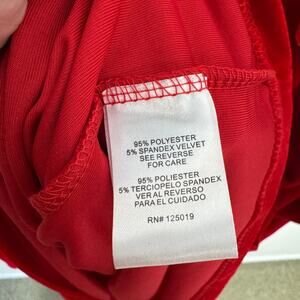 95% POLYESTER
5% SPANDEX VELVET
SEE REVERSE
FOR CARE
95% POLIESTER
5% TERCIOPELO SPANDEX
VER AL REVERSO
PARA EL CUIDADO
RN# 125019